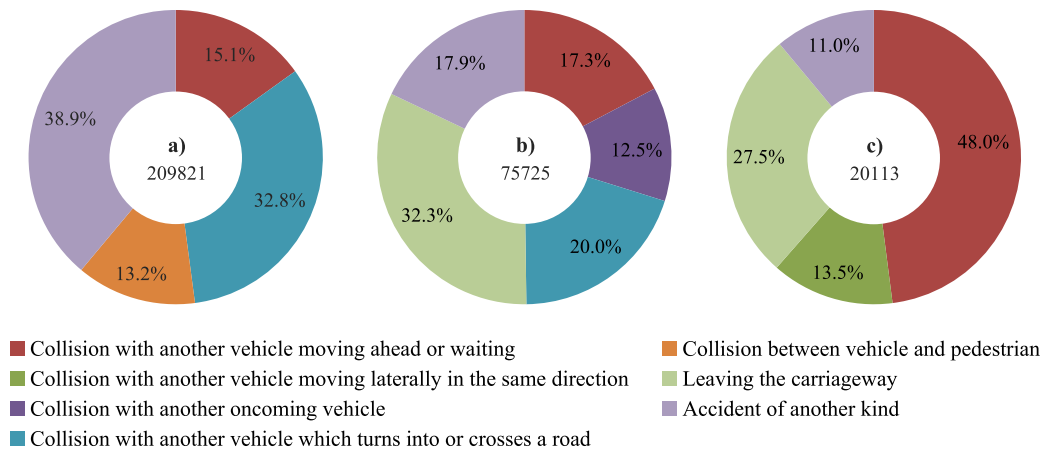 15.1%
32.8%
13.2%
38.9%
a)
209821
17.3%
12.5%
20.0%
32.3%
17.9%
b)
75725
48.0%
13.5%
27.5%
11.0%
c)
20113
Collision with another vehicle moving ahead or waiting
Collision with another vehicle moving laterally in the same direction
Collision with another oncoming vehicle
Collision with another vehicle which turns into or crosses a road
Collision between vehicle and pedestrian
Leaving the carriageway
Accident of another kind